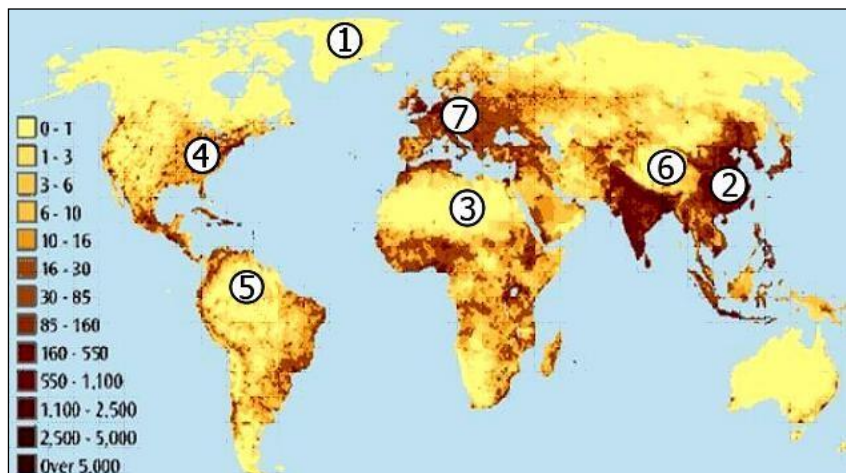 ①
④
⑦
⑥
②
③
⑤
0 - 1
1 - 3
3 - 6
6 - 10
10 - 16
16 - 30
30 - 85
85 - 160
160 - 550
550 - 1,100
1,100 - 2,500
2,500 - 5,000
Over 5,000